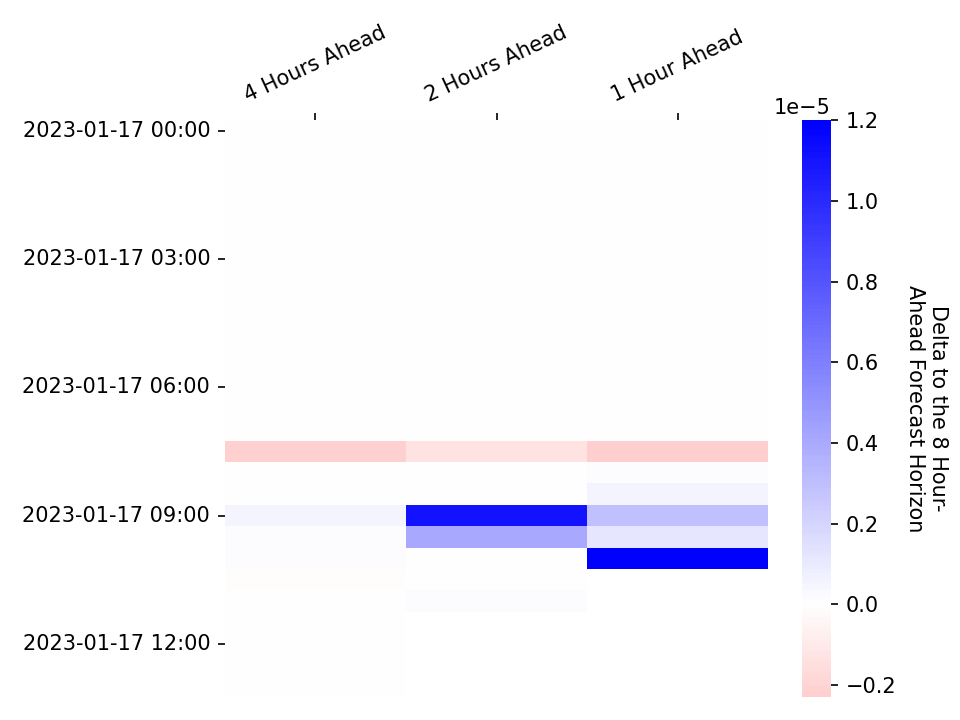 4 Hours Ahead
2 Hours Ahead
1 Hour Ahead
1e−5
2023-01-17 00:00
2023-01-17 03:00
2023-01-17 06:00
2023-01-17 09:00
2023-01-17 12:00
1.2
1.0
0.8
0.6
0.4
0.2
0.0
−0.2
Delta to the 8 Hour-
Ahead Forecast Horizon